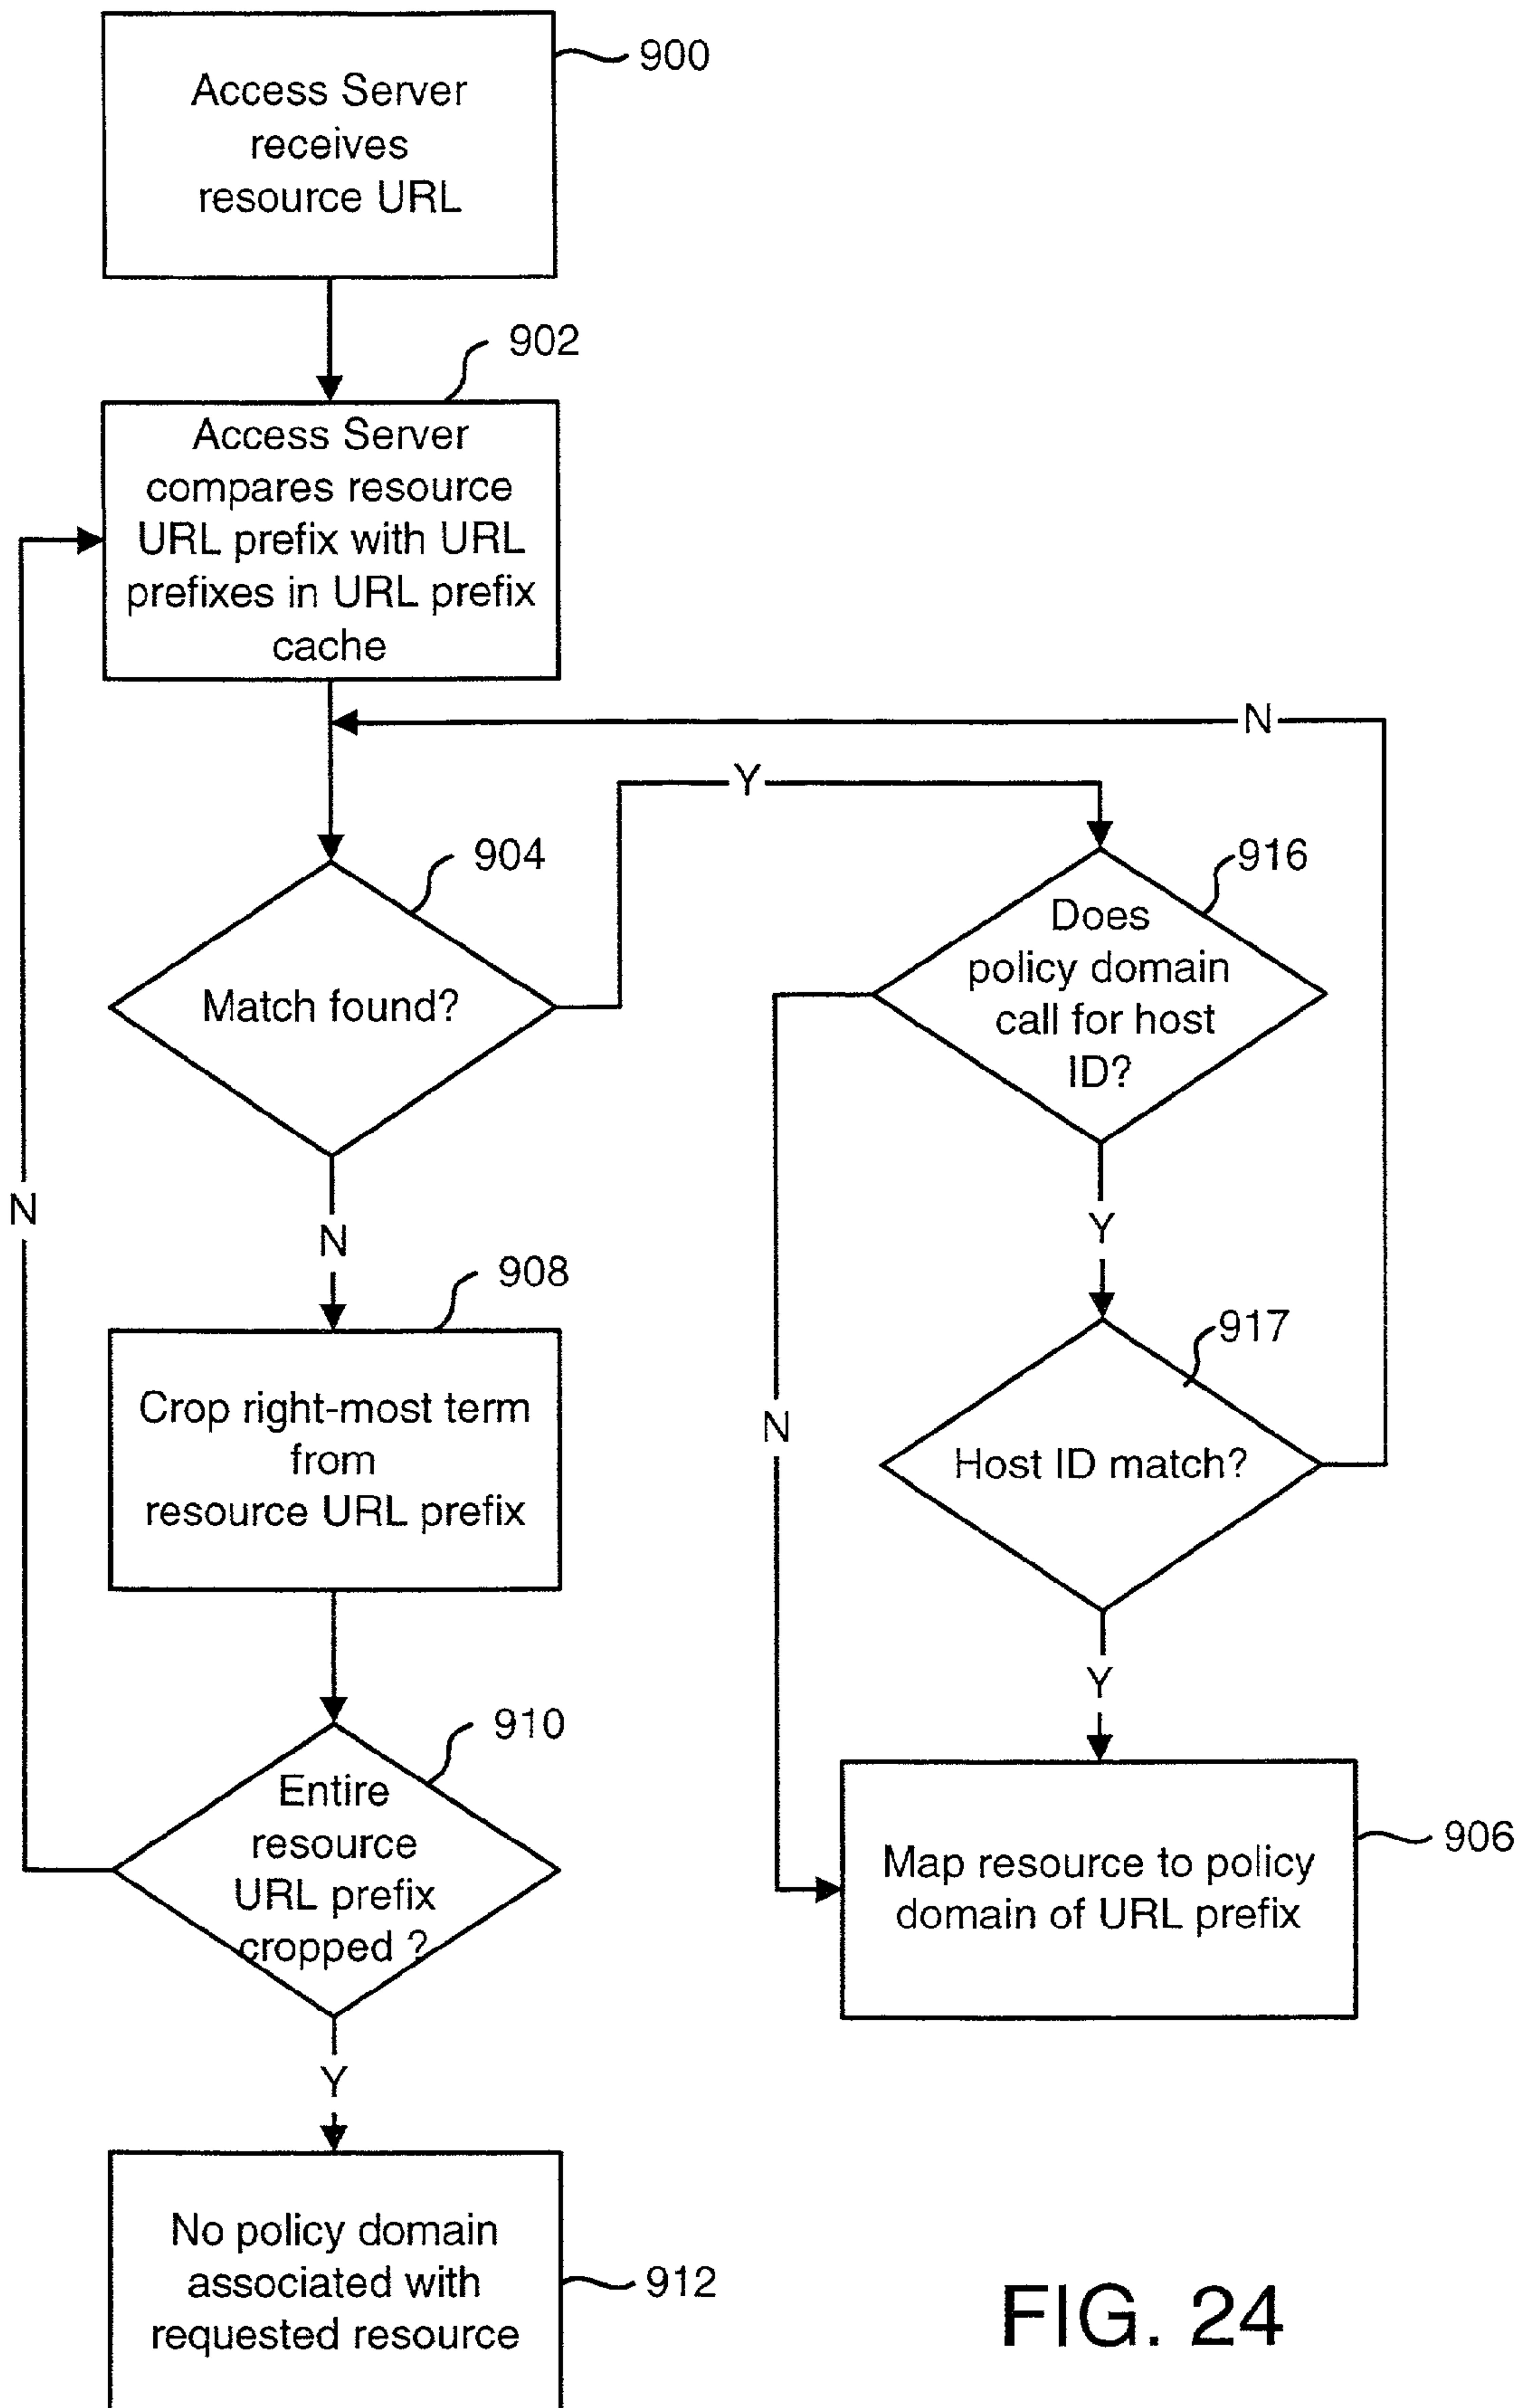 900
Access Server
receives
resource URL
902
Access Server
compares resource
URL prefix with URL
prefixes in URL prefix
cache
N
Y
904
Match found?
916
Does
policy domain
call for host
ID?
N
N
Y
908
Crop right-most term
from
resource URL prefix
917
Host ID match?
N
Y
910
Entire
resource
URL prefix
cropped ?
906
Map resource to policy
domain of URL prefix
Y
No policy domain
associated with
requested resource
912
FIG. 24